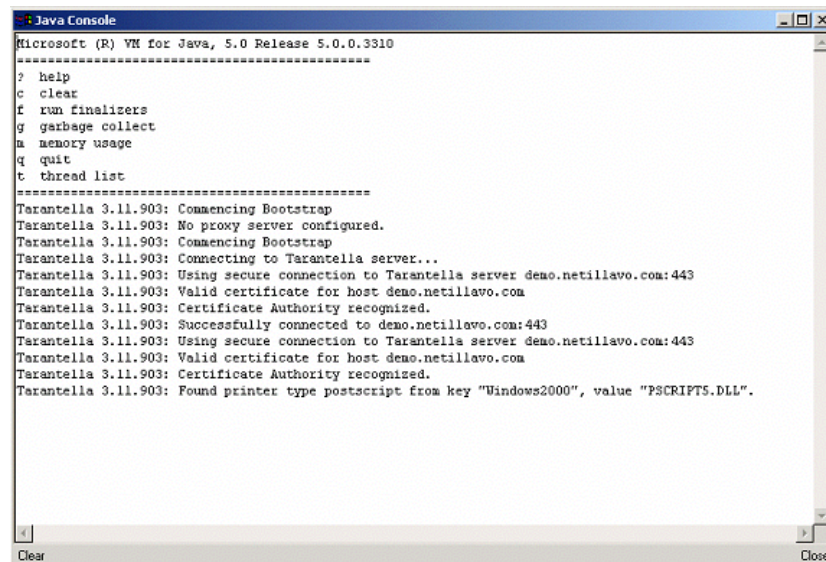 Java Console
Microsoft (R) VM for Java, 5.0 Release 5.0.0.3310
==============================================
? help
c clear
f run finalizers
g garbage collect
m memory usage
q quit
t thread list
==============================================
Tarantella 3.11.903: Commencing Bootstrap
Tarantella 3.11.903: No proxy server configured.
Tarantella 3.11.903: Commencing Bootstrap
Tarantella 3.11.903: Connecting to Tarantella server...
Tarantella 3.11.903: Using secure connection to Tarantella server demo.netillavo.com:443
Tarantella 3.11.903: Valid certificate for host demo.netillavo.com
Tarantella 3.11.903: Certificate Authority recognized.
Tarantella 3.11.903: Successfully connected to demo.netillavo.com:443
Tarantella 3.11.903: Using secure connection to Tarantella server demo.netillavo.com:443
Tarantella 3.11.903: Valid certificate for host demo.netillavo.com
Tarantella 3.11.903: Certificate Authority recognized.
Tarantella 3.11.903: Found printer type postscript from key "Windows2000", value "PSCRIPT5.DLL".
Clear
Close